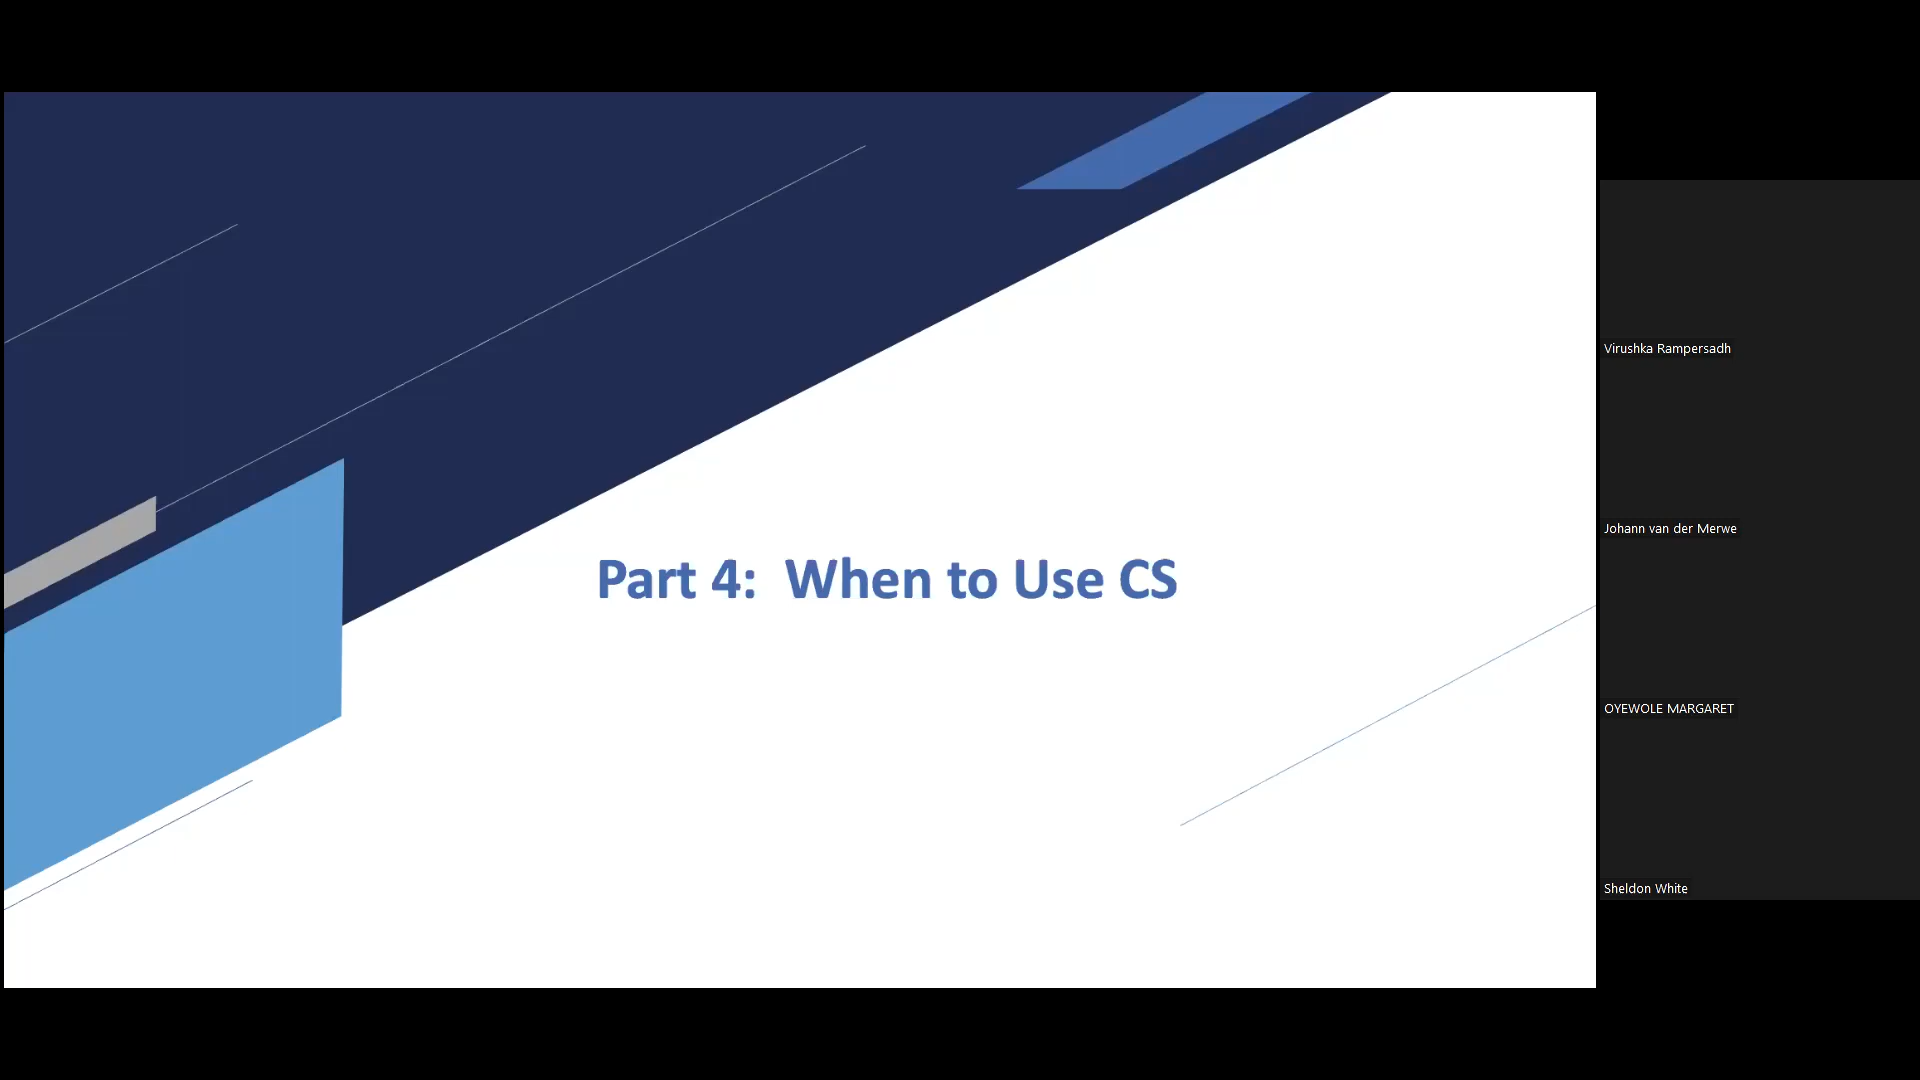 Part 4: When to Use CS
Virushka Rampersadh
Johann van der Merwe
OYEWOLE MARGARET
Sheldon White